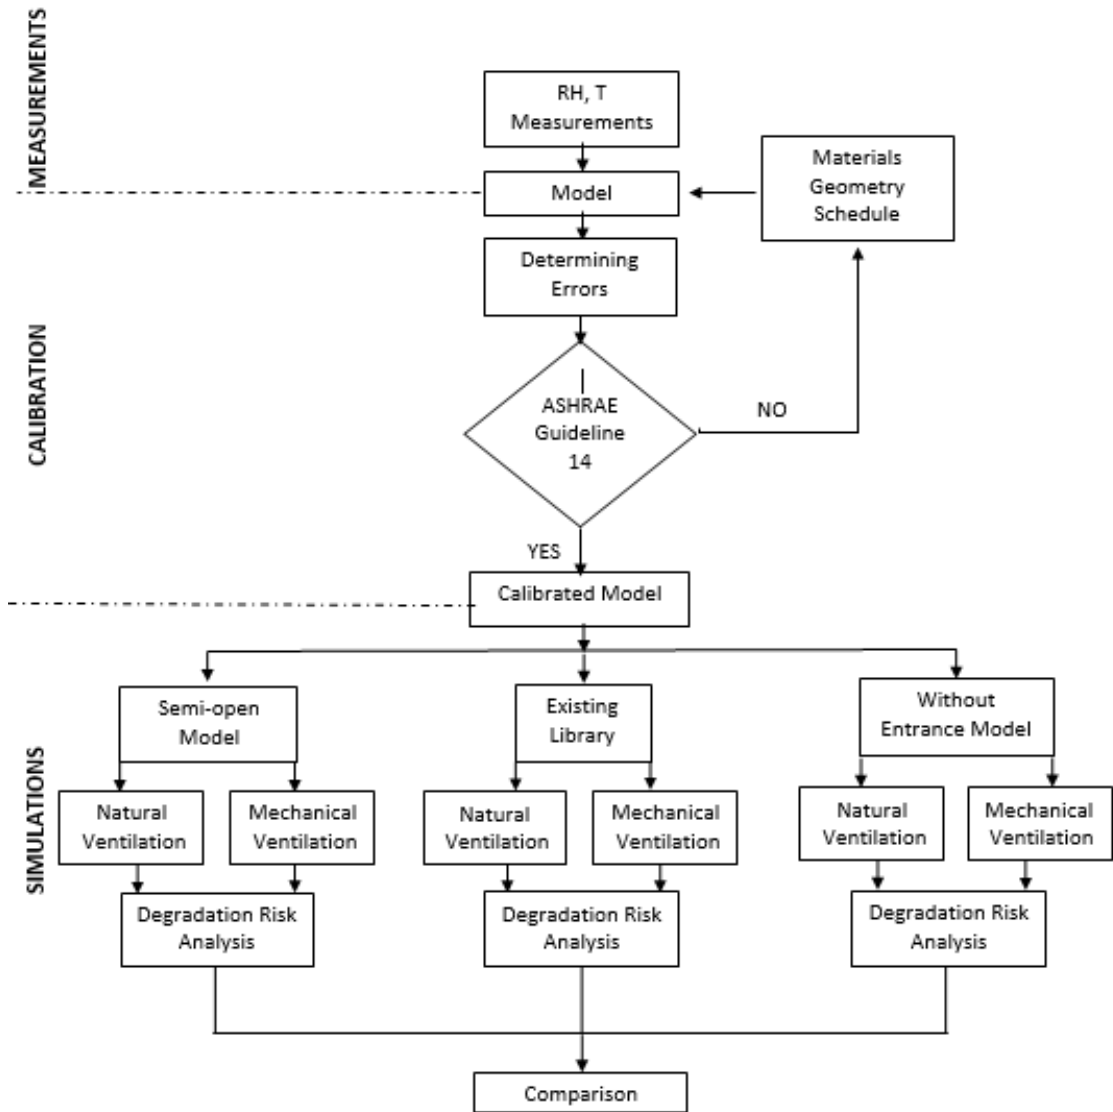 MEASUREMENTS
RH, T
Measurements
Materials
Geometry
Schedule
Model
Determining
Errors
CALIBRATION
ASHRAE
Guideline
14
NO
YES
Calibrated Model
SIMULATIONS
Semi-open
Model
Existing
Library
Without
Entrance Model
Natural
Ventilation
Mechanical
Ventilation
Natural
Ventilation
Mechanical
Ventilation
Natural
Ventilation
Mechanical
Ventilation
Degradation Risk
Analysis
Degradation Risk
Analysis
Degradation Risk
Analysis
Comparison